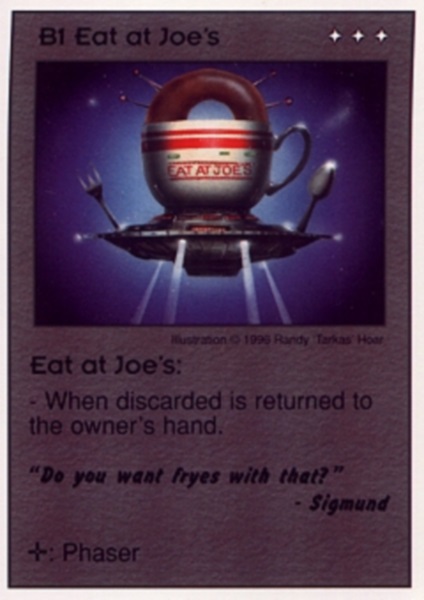 B1 Eat at Joe's
EAT AT JOE'S
Illustration © 1999 Randy 'Tarkas' Hoar
Eat at Joe's:
- When discarded is returned to
the owner's hand.
"Do you want fryes with that?"
- Sigmund
: Phaser